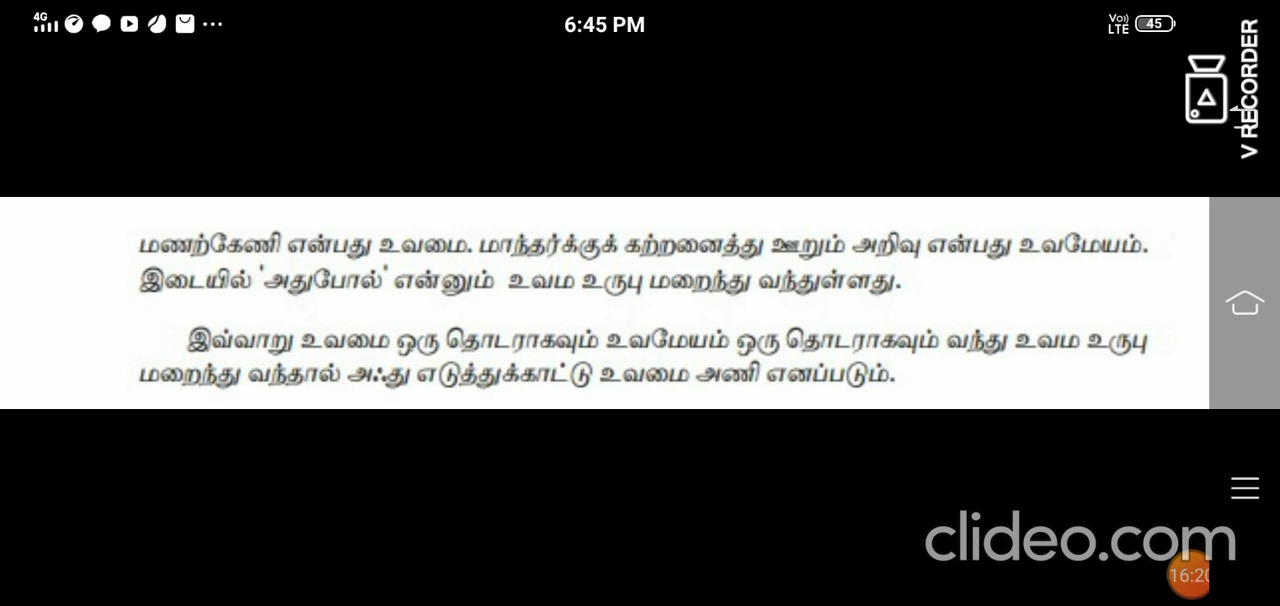 4G 6:45 PM Vo)) LTE 45
V RECORDER
மணற்கேணி என்பது உவமை. மாந்தர்க்குக் கற்றனைத்து ஊறும் அறிவு என்பது உவமேயம்.
இடையில் 'அதுபோல்' என்னும் உவம உருபு மறைந்து வந்துள்ளது.
இவ்வாறு உவமை ஒரு தொடராகவும் உவமேயம் ஒரு தொடராகவும் வந்து உவம உருபு
மறைந்து வந்தால் அஃது எடுத்துக்காட்டு உவமை அணி எனப்படும்.
clideo.com
16:20